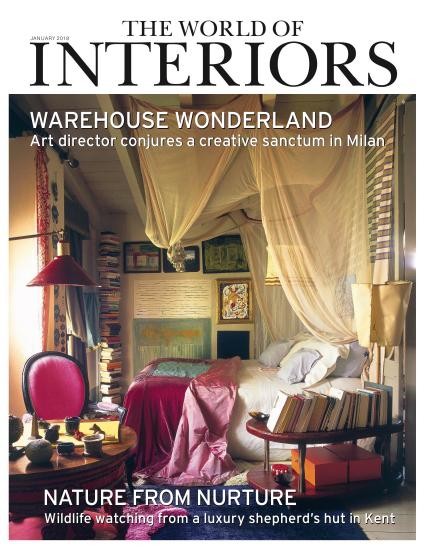 THE WORLD OF
JANUARY 2018
INTERIORS
WAREHOUSE WONDERLAND
Art director conjures a creative sanctum in Milan
NATURE FROM NURTURE
Wildlife watching from a luxury shepherd's hut in Kent